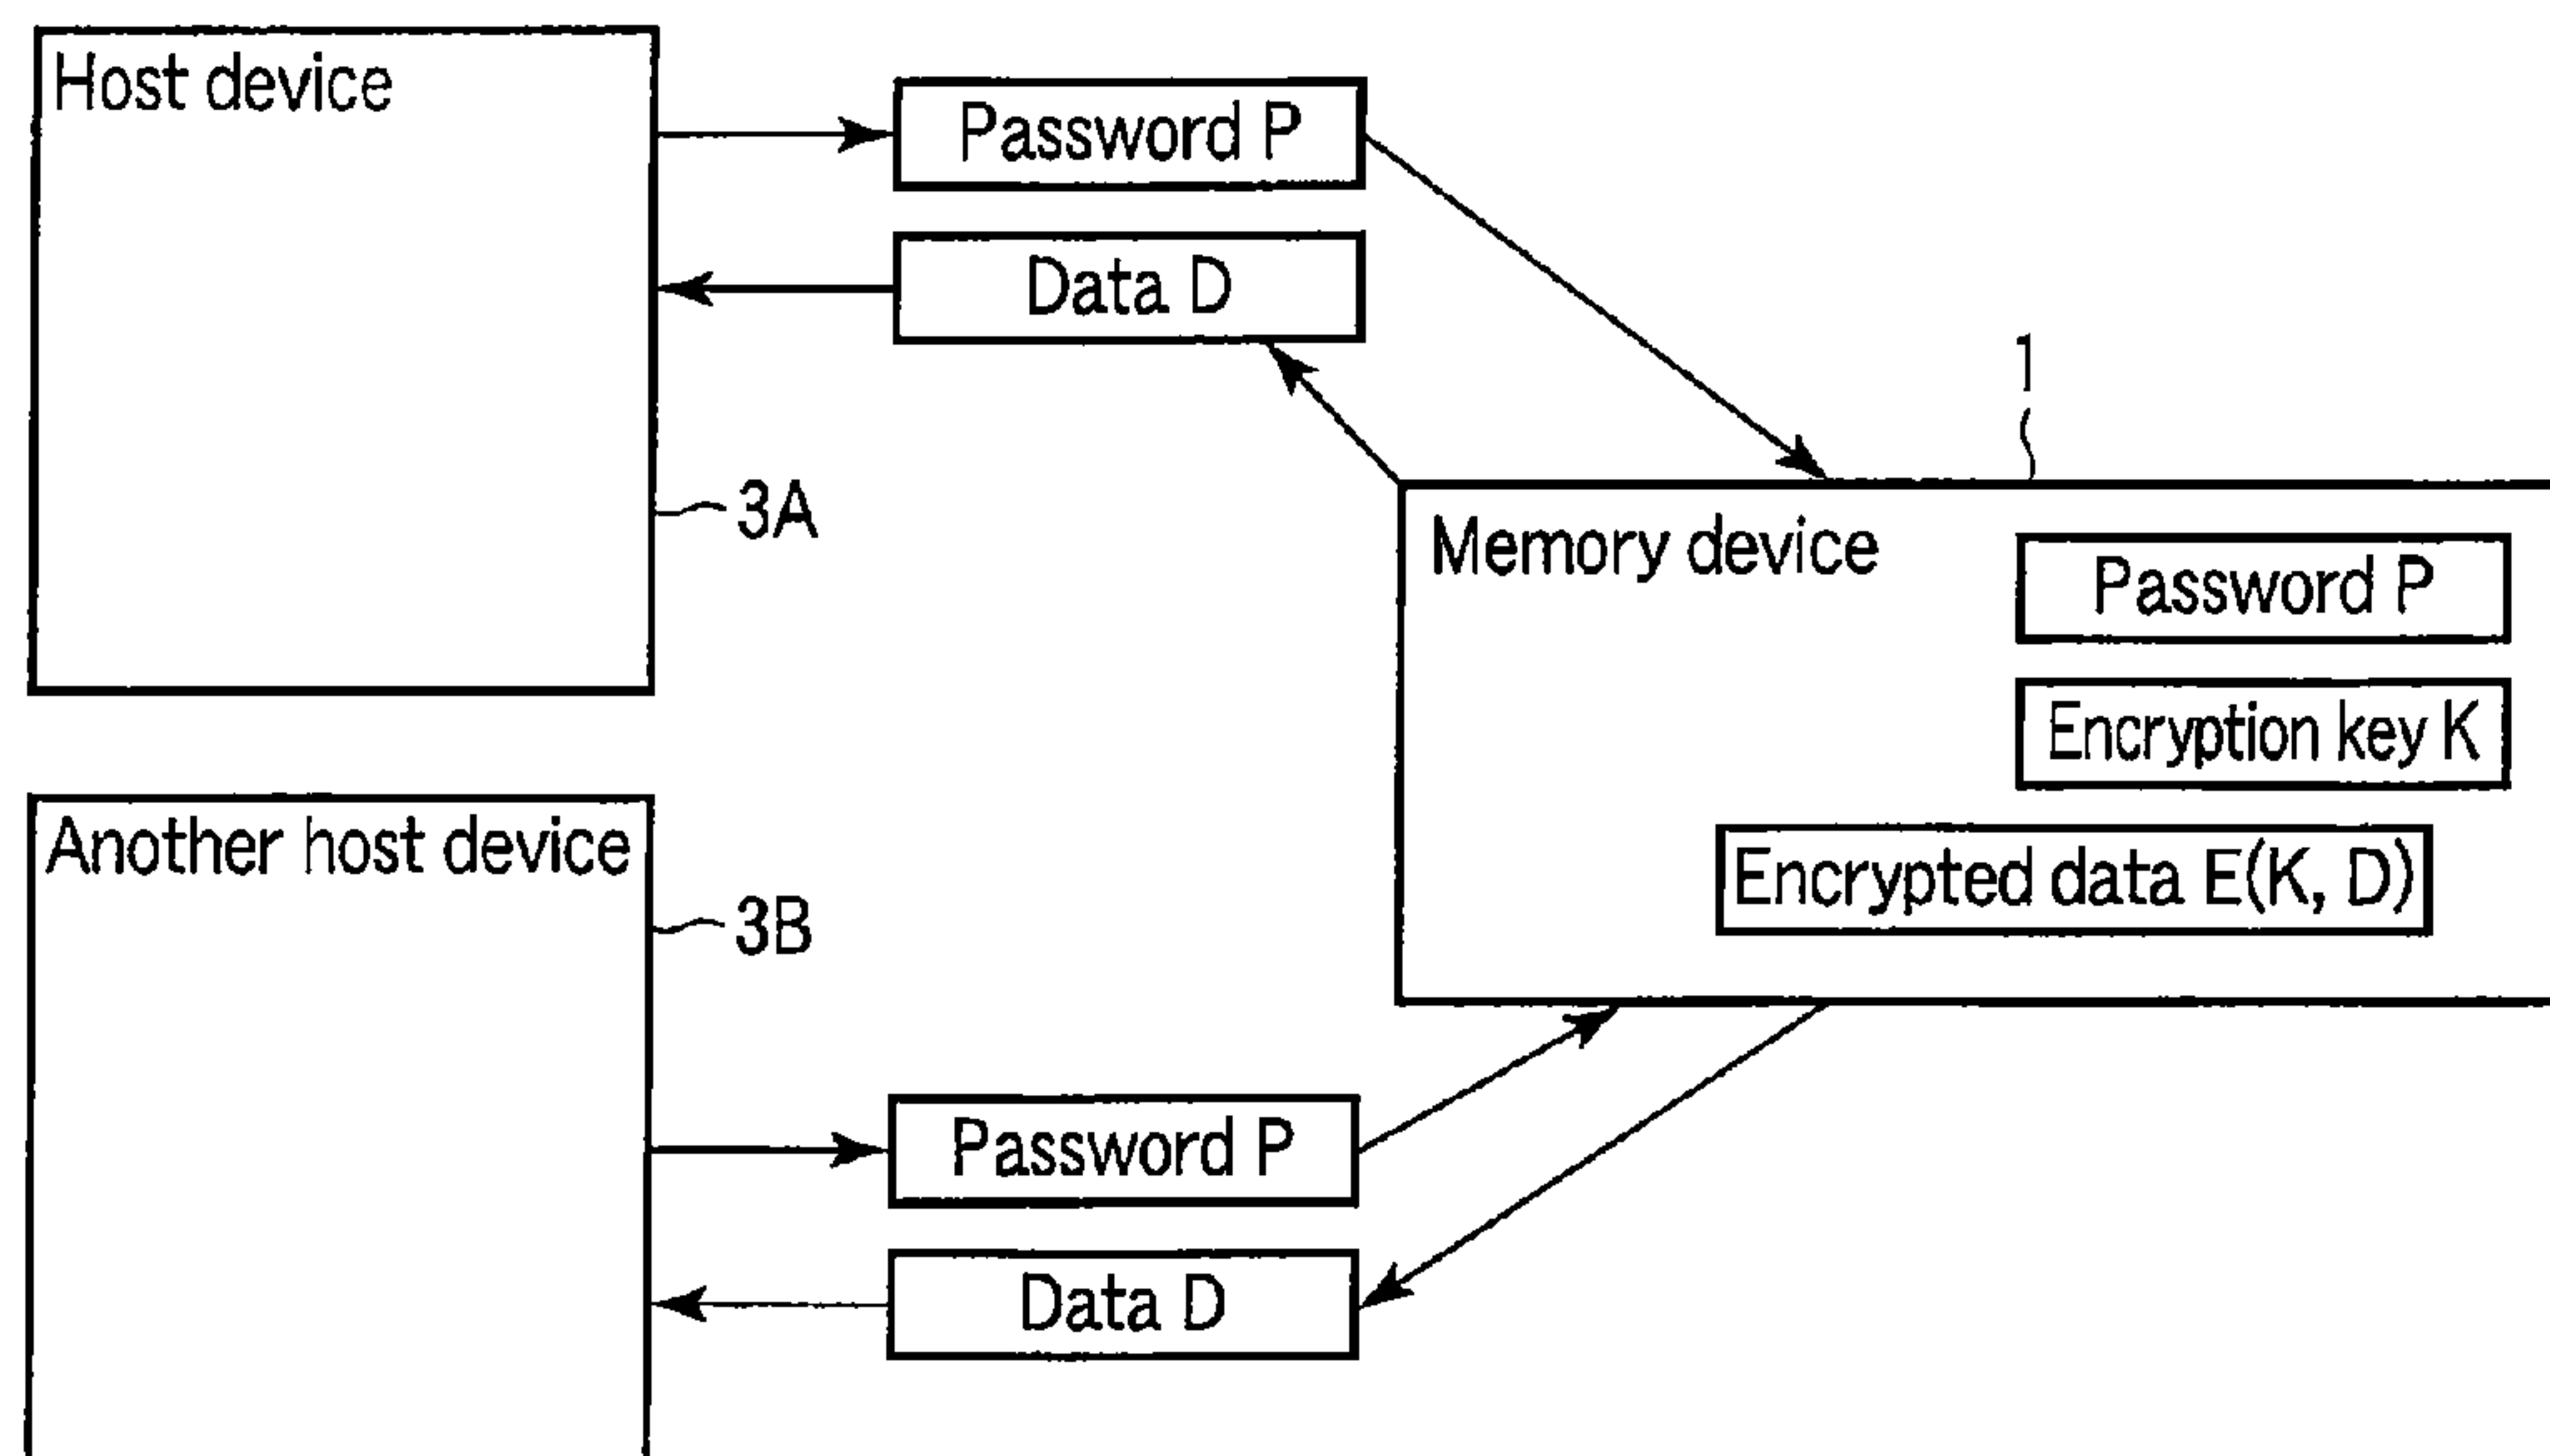 Host device
Password P
Data D
3A
1
Memory device
Password P
Encryption key K
Encrypted data E(K, D)
Another host device
3B
Password P
Data D